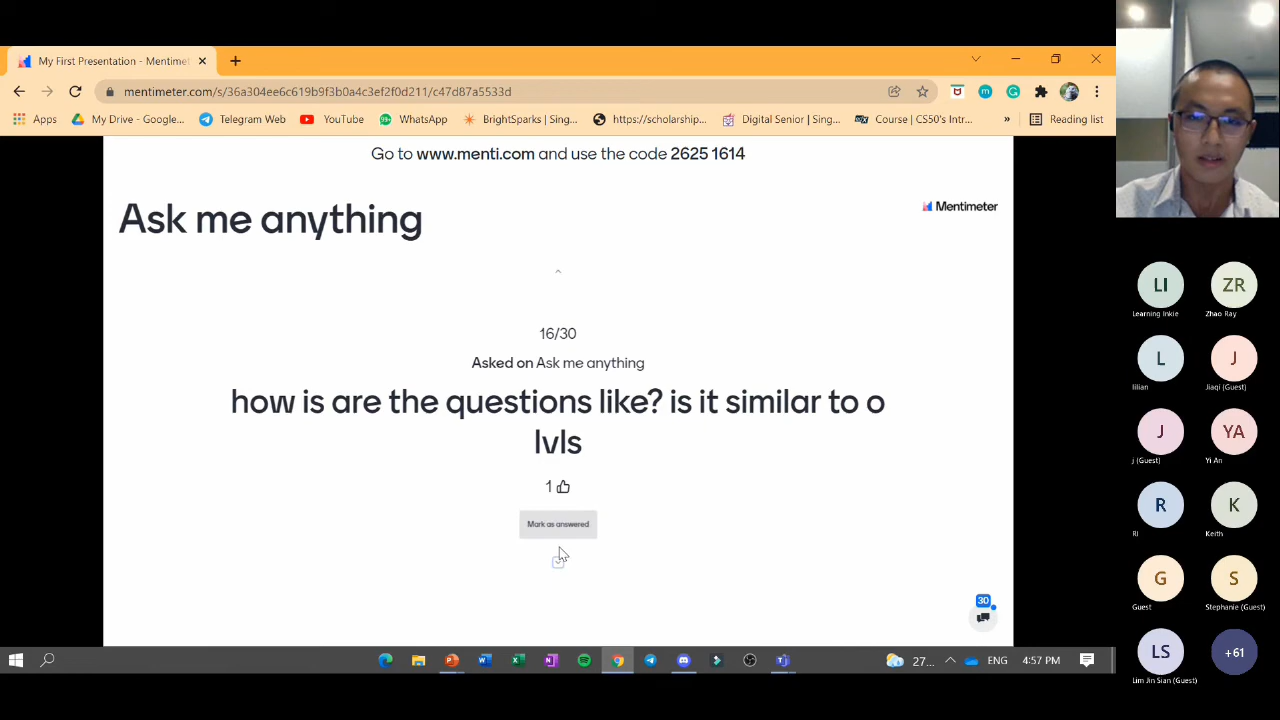 My First Presentation - Mentimet
mentimeter.com/s/36a304ee6c619b9f3b0a4c3ef2f0d211/c47d87a5533d
Apps
My Drive - Google...
Telegram Web
YouTube
WhatsApp
BrightSparks | Sing...
https://scholarship...
Digital Senior | Sing...
Course | CS50's Intr...
»
Reading list
Go to www.menti.com and use the code 2625 1614
Ask me anything
Mentimeter
16/30
Asked on Ask me anything
how is are the questions like? is it similar to o
lvls
1
Mark as answered
30
27...
ENG
4:57 PM
LI
ZR
Learning Inkie
Zhao Ray
L
J
lilian
Jiaqi (Guest)
J
YA
j (Guest)
Yi An
R
K
Ri
Keith
G
S
Guest
Stephanie (Guest)
LS
+61
Lim Jin Sian (Guest)